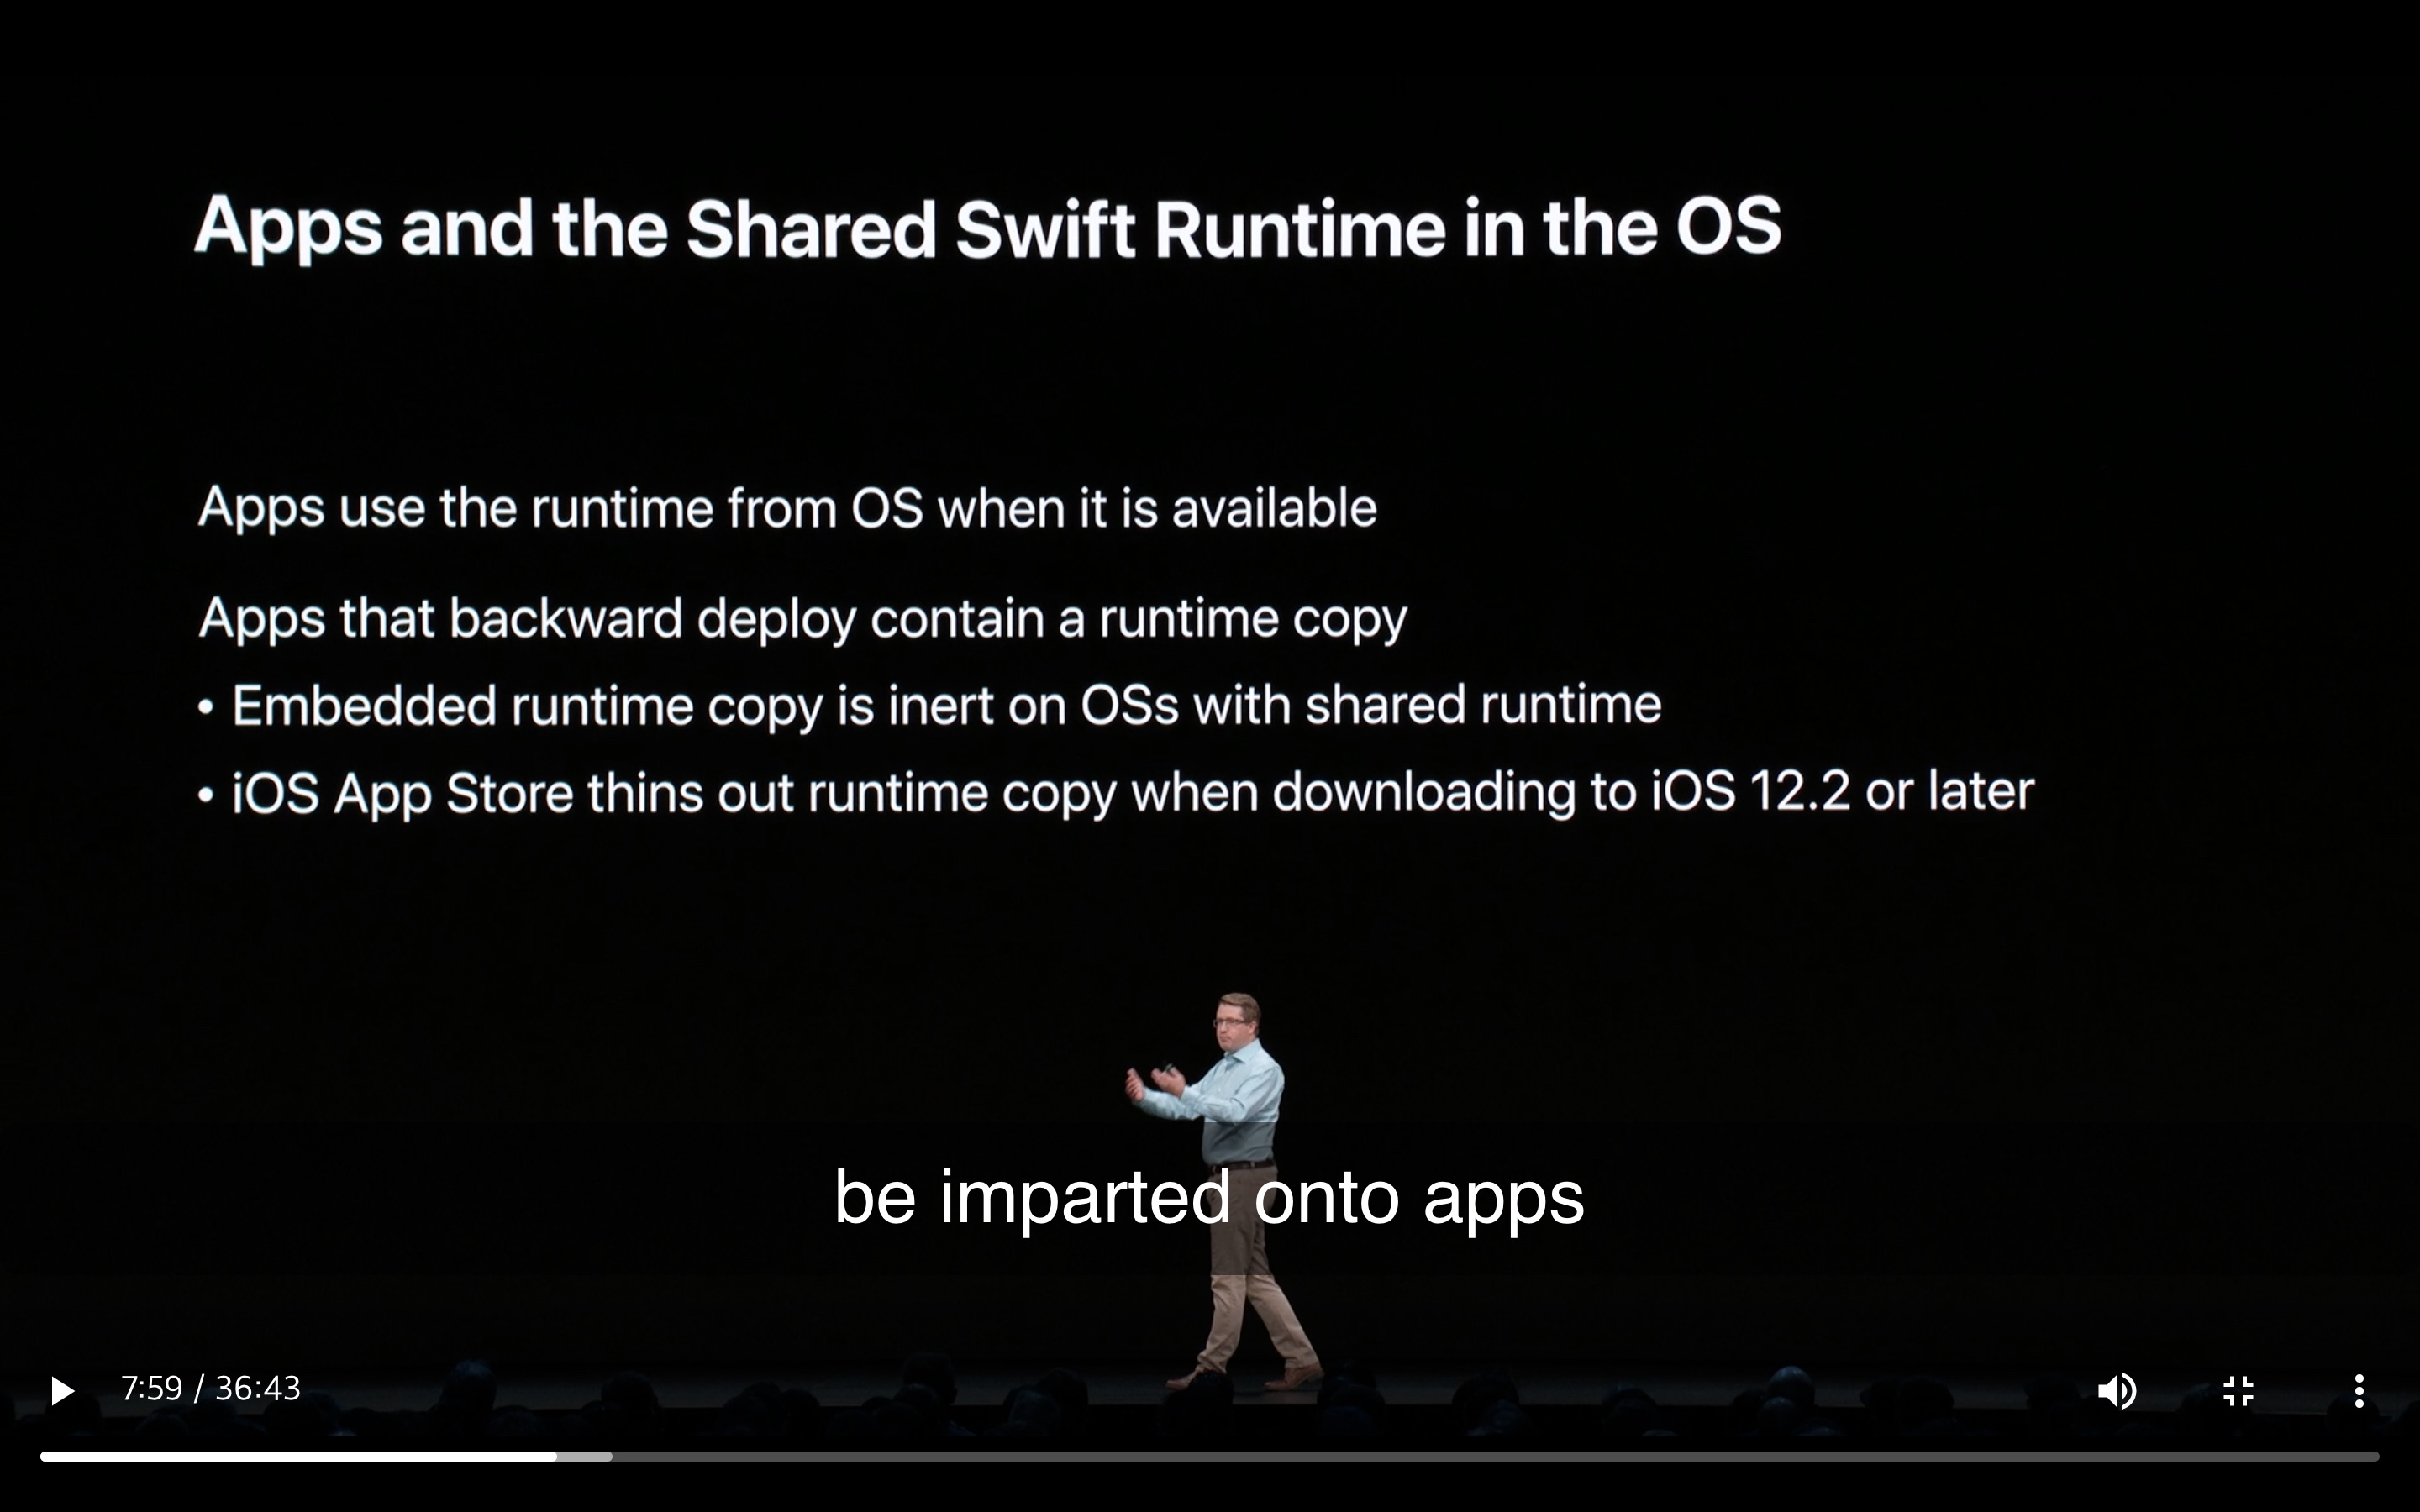 Apps and the Shared Swift Runtime in the OS
Apps use the runtime from OS when it is available
Apps that backward deploy contain a runtime copy
• Embedded runtime copy is inert on OSs with shared runtime
• iOS App Store thins out runtime copy when downloading to iOS 12.2 or later
be imparted onto apps
7:59 / 36:43